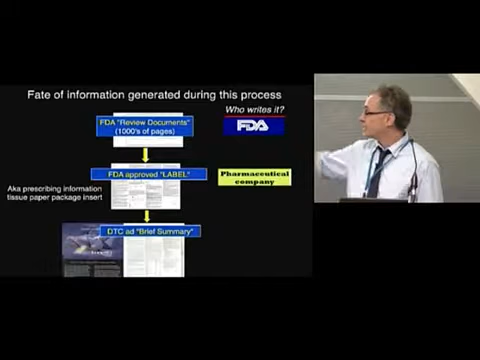 Fate of information generated during this process
Who writes it?
FDA "Review Documents"
(1000's of pages)
FDA
FDA approved "LABEL"
Pharmaceutical
company
Aka prescribing information
tissue paper package insert
DTC ad "Brief Summary"